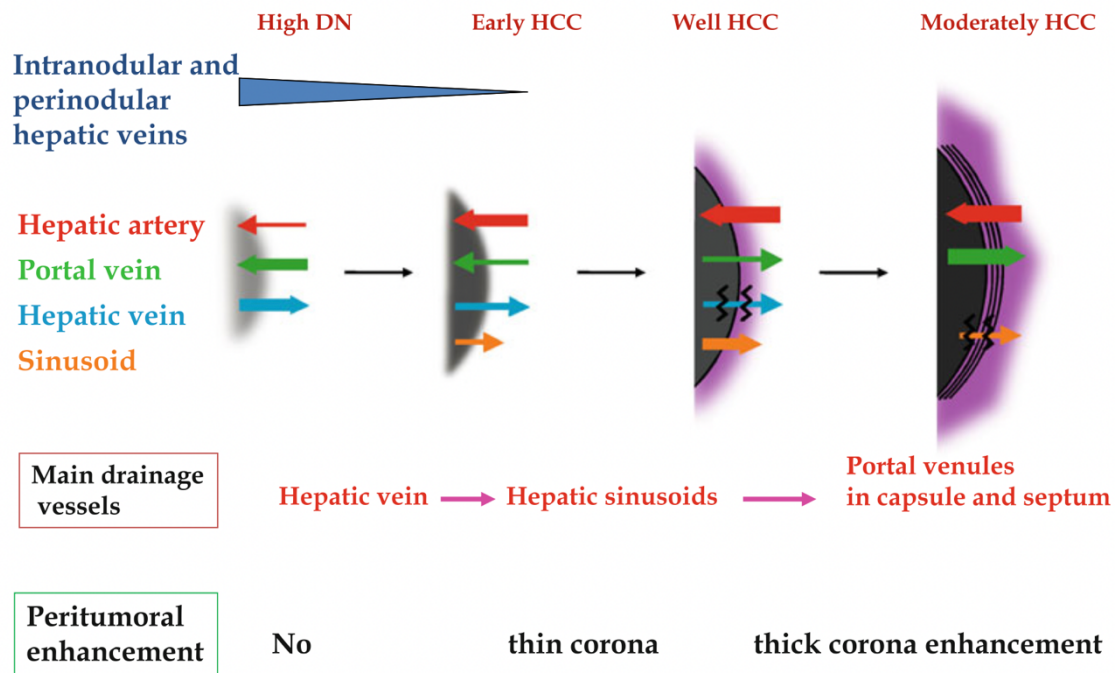 High DN
Early HCC
Well HCC
Moderately HCC
Intranodular and
perinodular
hepatic veins
Hepatic artery
Portal vein
Hepatic vein
Sinusoid
Main drainage
vessels
Hepatic vein
Hepatic sinusoids
Portal venules
in capsule and septum
Peritumoral
enhancement
No
thin corona
thick corona enhancement